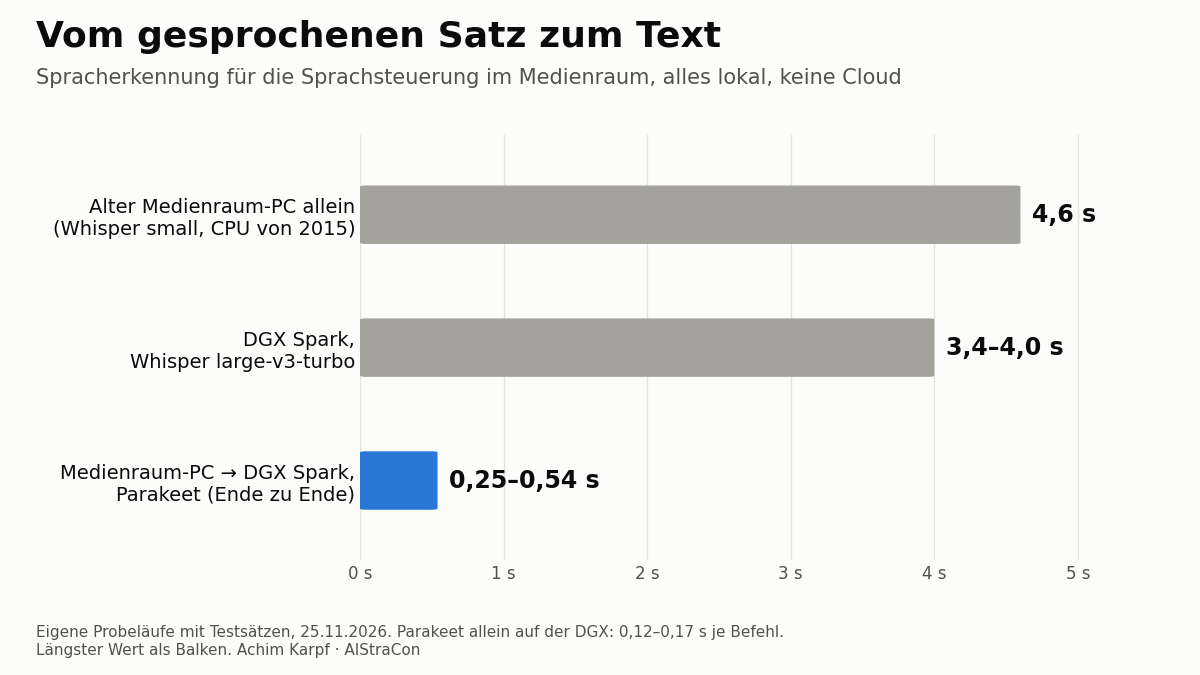 Vom gesprochenen Satz zum Text
Spracherkennung für die Sprachsteuerung im Medienraum, alles lokal, keine Cloud
Alter Medienraum-PC allein
(Whisper small, CPU von 2015)
4,6 s
DGX Spark,
Whisper large-v3-turbo
3,4–4,0 s
Medienraum-PC → DGX Spark,
Parakeet (Ende zu Ende)
0,25–0,54 s
0 s
1 s
2 s
3 s
4 s
5 s
Eigene Probeläufe mit Testsätzen, 25.11.2026. Parakeet allein auf der DGX: 0,12–0,17 s je Befehl.
Längster Wert als Balken. Achim Karpf · AIStraCon